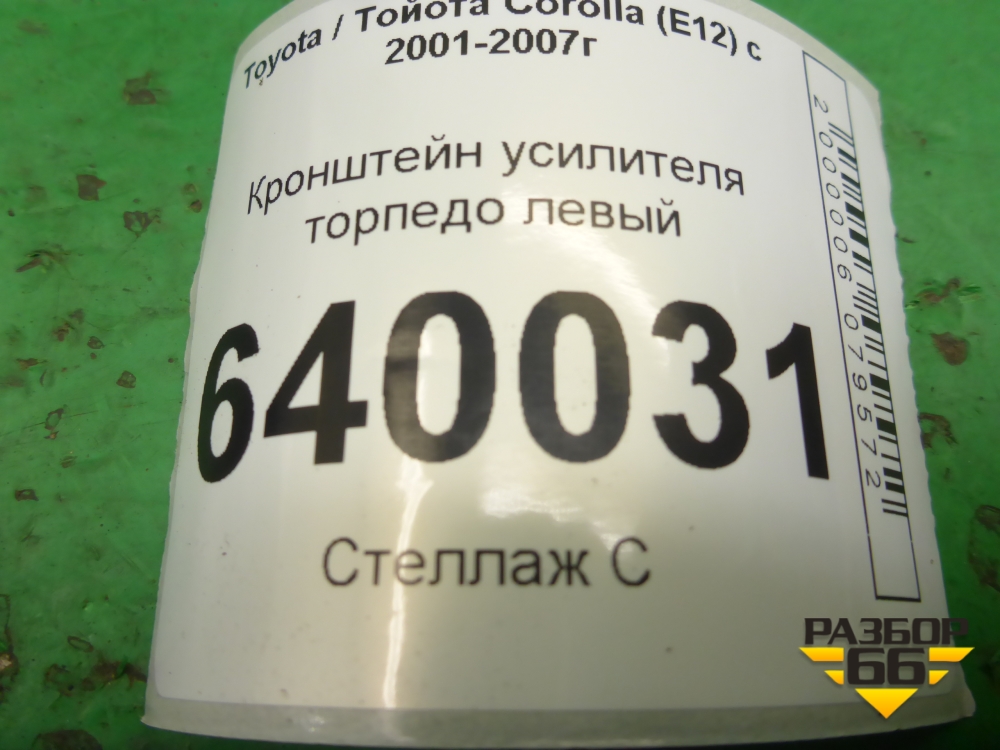 Toyota / Тойота Corolla (E12) с
2001-2007г
Кронштейн усилителя
торпедо левый
640031
Стеллаж С
2000006079572
РАЗБОР
66